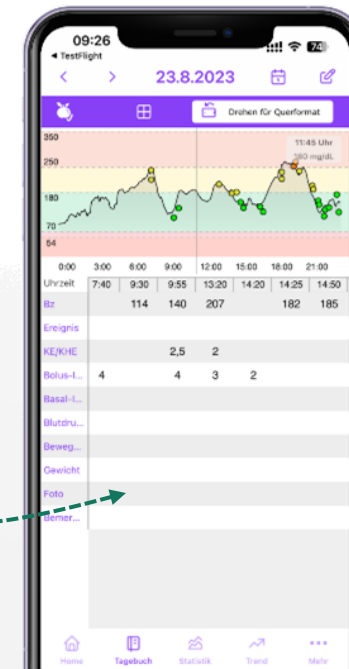 09:26
◄ TestFlight
74
23.8.2023
Drehen für Querformat
350
250
180
70
54
11:45 Uhr
180 mg/dL
0:00 3:00 6:00 9:00 12:00 15:00 18:00 21:00
Uhrzeit 7:40 9:30 9:55 13:20 14:20 14:25 14:50
Bz 114 140 207 182 185
Ereignis
KE/KHE 2,5 2
Bolus-I... 4 4 3 2
Basal-I...
Blutdru...
Beweg...
Gewicht
Foto
Bemer...
Home Tagebuch Statistik Trend Mehr